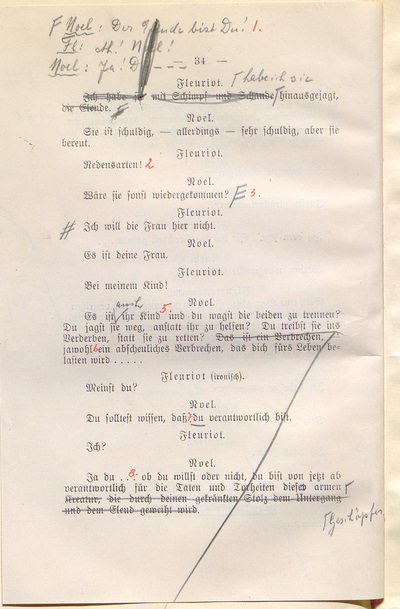 Noel: Der Elende bist Du! 1.
Fl: Ah! Noel!
Noel: Ja! D - - -
— 34 —
Fleuriot. habe ich sie
Ich habe sie mit Schimpf und Schande hinausgejagt,
die Elende.
Noel.
Sie ist schuldig, — allerdings — sehr schuldig, aber sie
bereut.
Fleuriot.
Redensarten! 2
Noel.
Wäre sie sonst wiedergekommen? 3.
Fleuriot.
# Ich will die Frau hier nicht.
Noel.
Es ist deine Frau.
Fleuriot.
Bei meinem Kind!
Noel.
Es ist auch ihr Kind 5 und du wagst die beiden zu trennen?
Du jagst sie weg, anstatt ihr zu helfen? Du treibst sie ins
Verderben, statt sie zu retten? Das ist ein Verbrechen,
jawohl 6 ein abscheuliches Verbrechen, das dich fürs Leben be-
lasten wird . . . . .
Fleuriot (ironisch).
Meinst du?
Noel.
Du solltest wissen, daß du verantwortlich bist.
Fleuriot.
Ich?
Noel.
Ja du . . . 8. ob du willst oder nicht, du bist von jetzt ab
verantwortlich für die Taten und Torheiten dieses armen
Kreatur, die durch deinen gekränkten Stolz dem Untergang
und dem Elend geweiht wird.
Geschöpfes